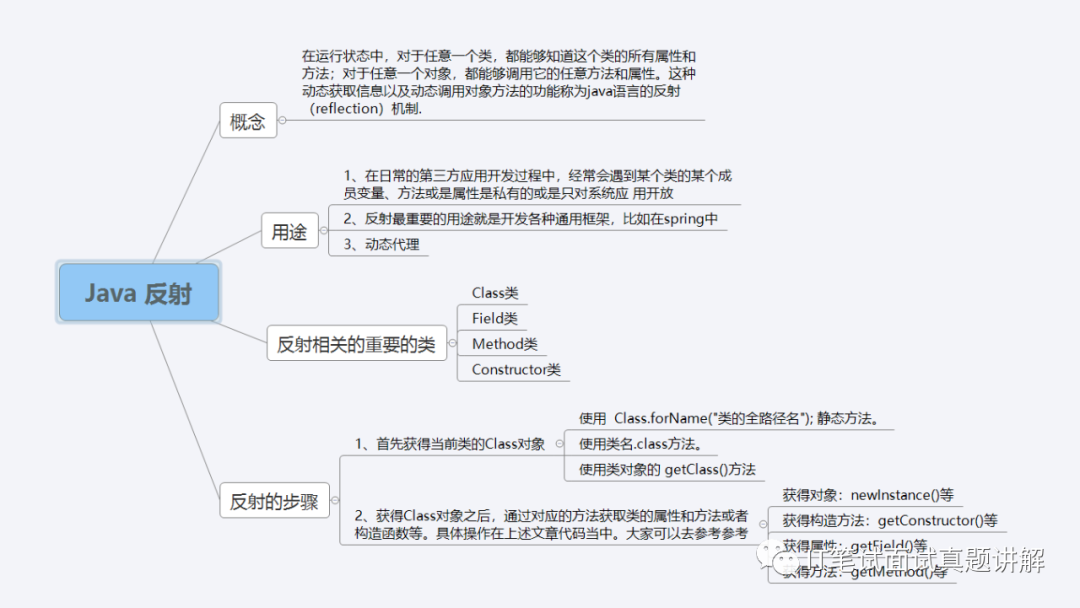 Java 反射
概念
在运行状态中，对于任意一个类，都能够知道这个类的所有属性和
方法；对于任意一个对象，都能够调用它的任意方法和属性。这种
动态获取信息以及动态调用对象方法的功能称为java语言的反射
（reflection）机制.
用途
1、在日常的第三方应用开发过程中，经常会遇到某个类的某个成
员变量、方法或是属性是私有的或是只对系统应 用开放
2、反射最重要的用途就是开发各种通用框架，比如在spring中
3、动态代理
反射相关的重要的类
Class类
Field类
Method类
Constructor类
反射的步骤
1、首先获得当前类的Class对象
使用  Class.forName("类的全路径名"); 静态方法。
使用类名.class方法。
使用类对象的 getClass()方法
2、获得Class对象之后，通过对应的方法获取类的属性和方法或者
构造函数等。具体操作在上述文章代码当中。大家可以去参考参考
获得对象：newInstance()等
获得构造方法：getConstructor()等
获得属性：getField()等
获得方法：getMethod()等
IT笔试面试真题讲解